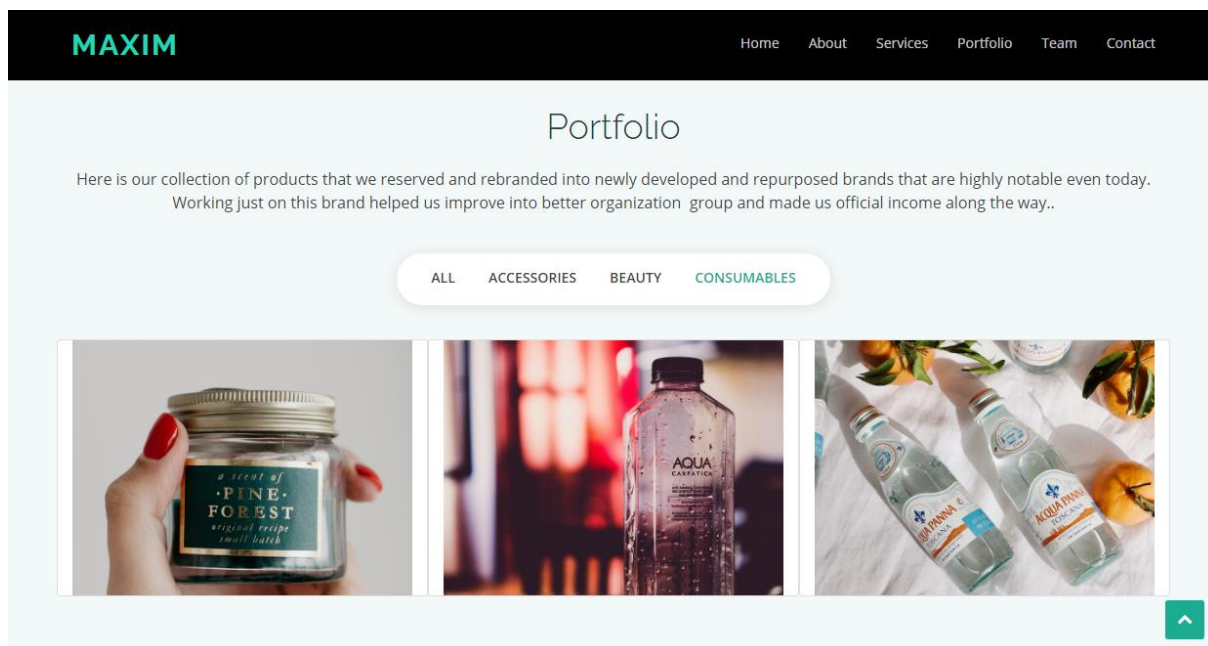 MAXIM
Home About Services Portfolio Team Contact
Portfolio
Here is our collection of products that we reserved and rebranded into newly developed and repurposed brands that are highly notable even today.
Working just on this brand helped us improve into better organization group and made us official income along the way..
ALL ACCESSORIES BEAUTY CONSUMABLES
a scent of
·PINE·
FOREST
original recipe
small batch
AQUA
CARPATICA
ACQUA PANNA
TOSCANA
ACQUA PANNA
TOSCANA